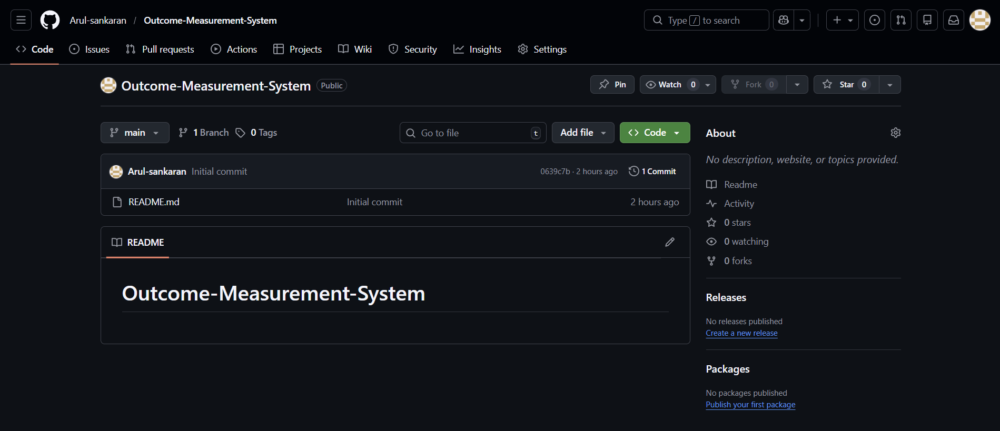 Arul-sankaran / Outcome-Measurement-System
Type / to search
Code Issues Pull requests Actions Projects Wiki Security Insights Settings
Outcome-Measurement-System Public
Pin Watch 0 Fork 0 Star 0
main 1 Branch 0 Tags
Go to file t Add file Code
Arul-sankaran Initial commit 0639c7b · 2 hours ago 1 Commit
README.md Initial commit 2 hours ago
README
Outcome-Measurement-System
About
No description, website, or topics provided.
Readme
Activity
0 stars
0 watching
0 forks
Releases
No releases published
Create a new release
Packages
No packages published
Publish your first package